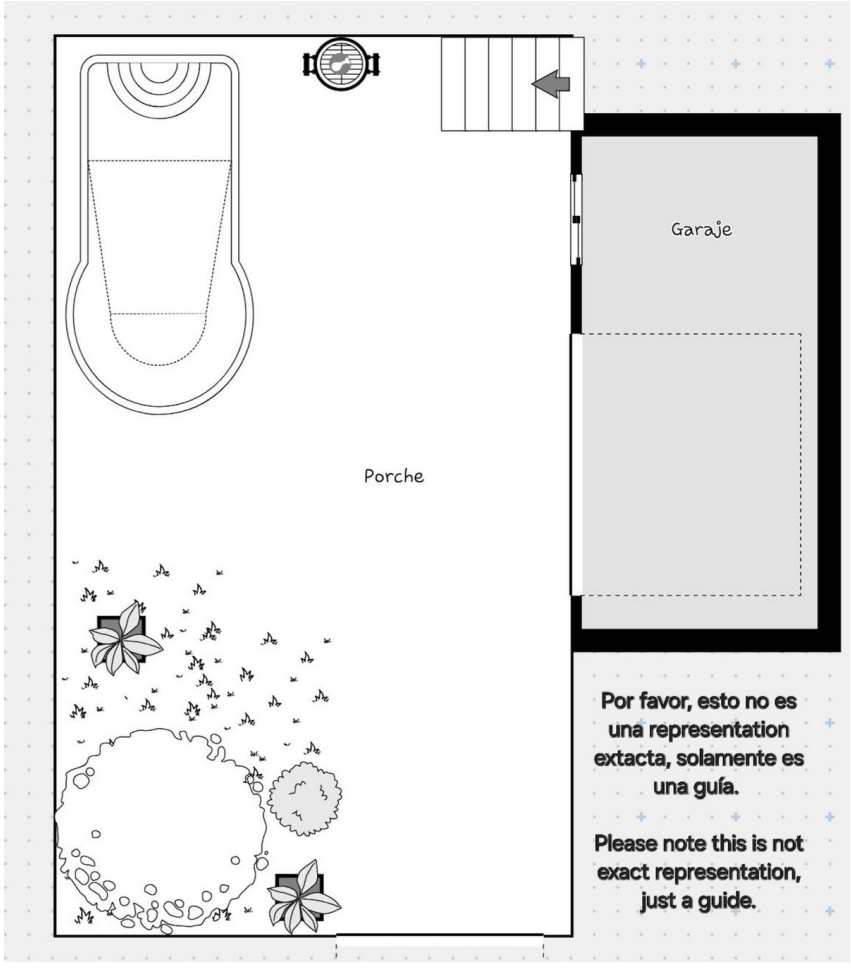 Garaje
Porche
Por favor, esto no es
una representation
extacta, solamente es
una guía.
Please note this is not
exact representation,
just a guide.